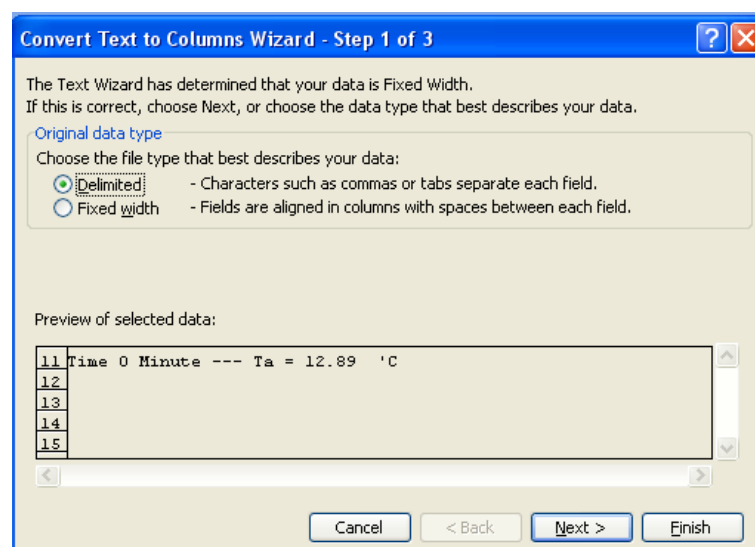 Convert Text to Columns Wizard - Step 1 of 3
The Text Wizard has determined that your data is Fixed Width.
If this is correct, choose Next, or choose the data type that best describes your data.
Original data type
Choose the file type that best describes your data:
Delimited - Characters such as commas or tabs separate each field.
Fixed width - Fields are aligned in columns with spaces between each field.
Preview of selected data:
11 Time 0 Minute --- Ta = 12.89 'C
12
13
14
15
Cancel < Back Next > Finish